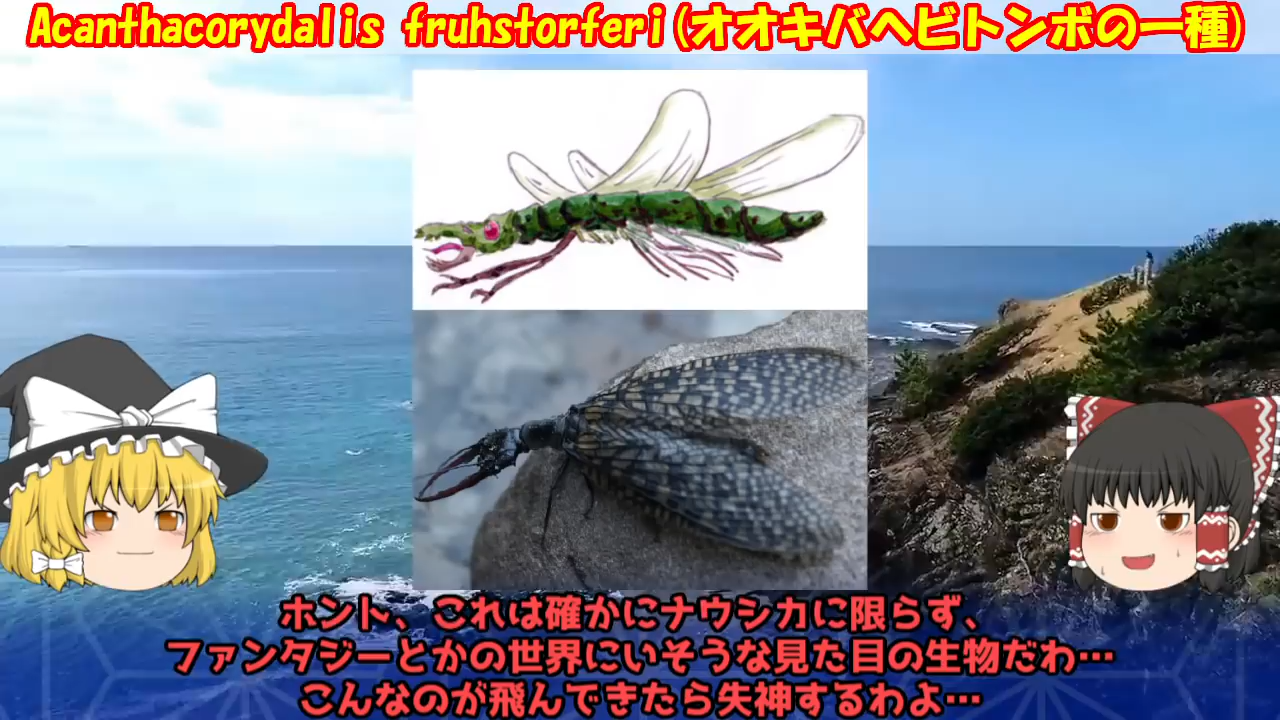 Acanthacorydalis fruhstorferi(オオキバヘビトンボの一種)
ホント、これは確かにナウシカに限らず、
ファンタジーとかの世界にいそうな見た目の生物だわ…
こんなのが飛んできたら失神するわよ…